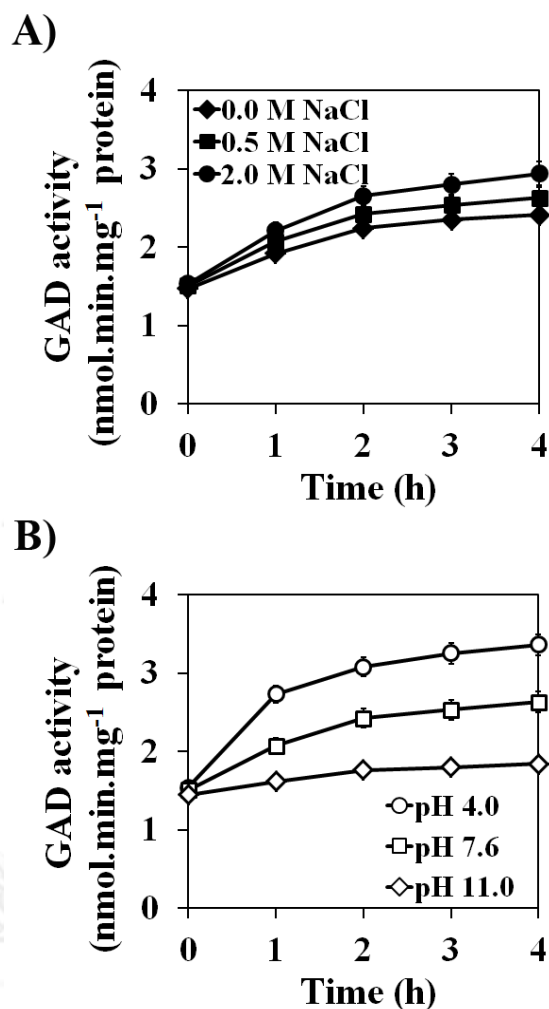 A)
GAD activity
(nmol.min.mg-1 protein)
4
3
2
1
0
0.0 M NaCl
0.5 M NaCl
2.0 M NaCl
0 1 2 3 4
Time (h)
B)
GAD activity
(nmol.min.mg-1 protein)
4
3
2
1
0
pH 4.0
pH 7.6
pH 11.0
0 1 2 3 4
Time (h)